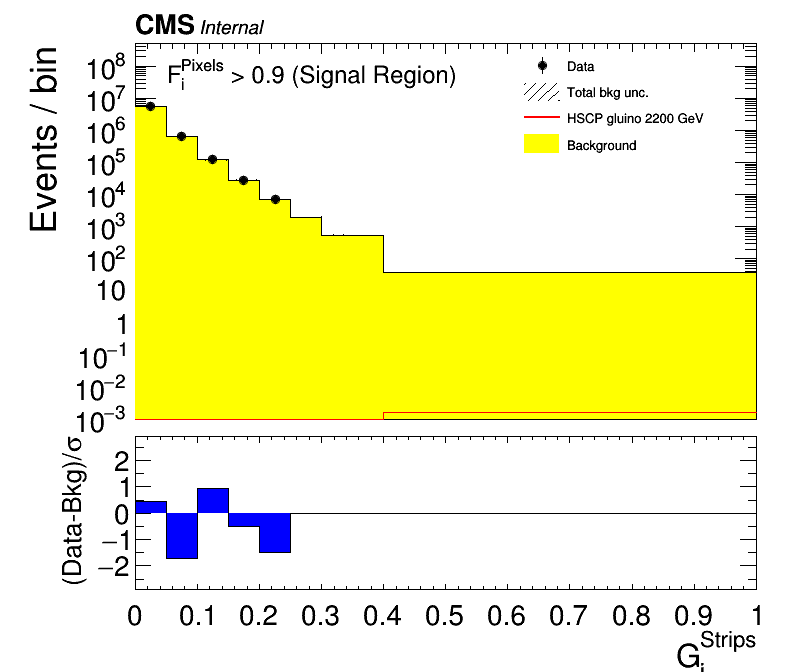 CMS Internal
F_i^Pixels > 0.9 (Signal Region)
Data
Total bkg unc.
HSCP gluino 2200 GeV
Background
Events / bin
10^8
10^7
10^6
10^5
10^4
10^3
10^2
10
1
10^−1
10^−2
10^−3
(Data-Bkg)/σ
2
1
0
−1
−2
0 0.1 0.2 0.3 0.4 0.5 0.6 0.7 0.8 0.9 1
G_i^Strips